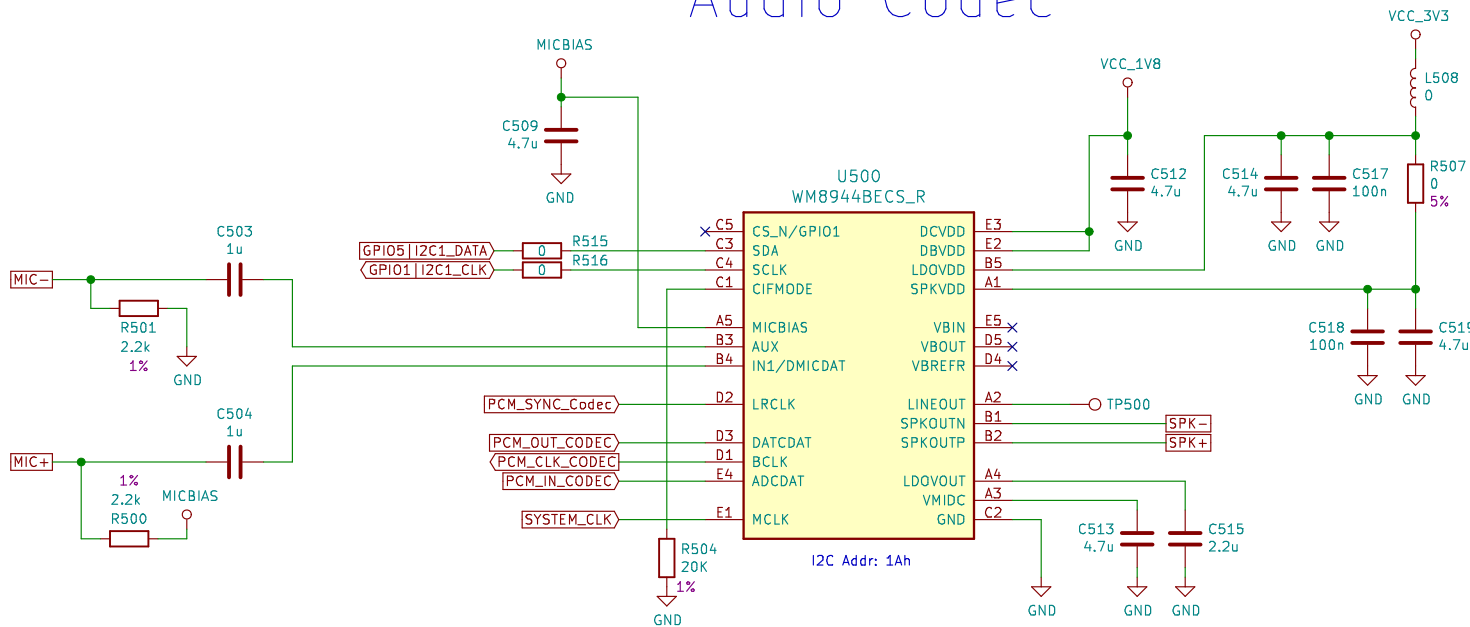 Audio Codec
VCC_3V3
MICBIAS
VCC_1V8
L508
0
C509
4.7u
GND
U500
WM8944BECS_R
C512
4.7u
GND
C514
4.7u
GND
C517
100n
GND
R507
0
5%
C503
1u
MIC-
R501
2.2k
1%
GND
GPIO5|I2C1_DATA
0
R515
GPIO1|I2C1_CLK
0
R516
C5 CS_N/GPIO1
C3 SDA
C4 SCLK
C1 CIFMODE
A5 MICBIAS
B3 AUX
B4 IN1/DMICDAT
D2 LRCLK
D3 DATCDAT
D1 BCLK
E4 ADCDAT
E1 MCLK
DCVDD E3
DBVDD E2
LDOVDD B5
SPKVDD A1
VBIN E5
VBOUT D5
VBREFR D4
LINEOUT A2
SPKOUTN B1
SPKOUTP B2
LDOVOUT A4
VMIDC A3
GND C2
C518
100n
GND
C519
4.7u
GND
TP500
SPK-
SPK+
C504
1u
MIC+
1%
2.2k
R500
MICBIAS
PCM_SYNC_Codec
PCM_OUT_CODEC
PCM_CLK_CODEC
PCM_IN_CODEC
SYSTEM_CLK
R504
20K
1%
GND
I2C Addr: 1Ah
GND
C513
4.7u
GND
C515
2.2u
GND